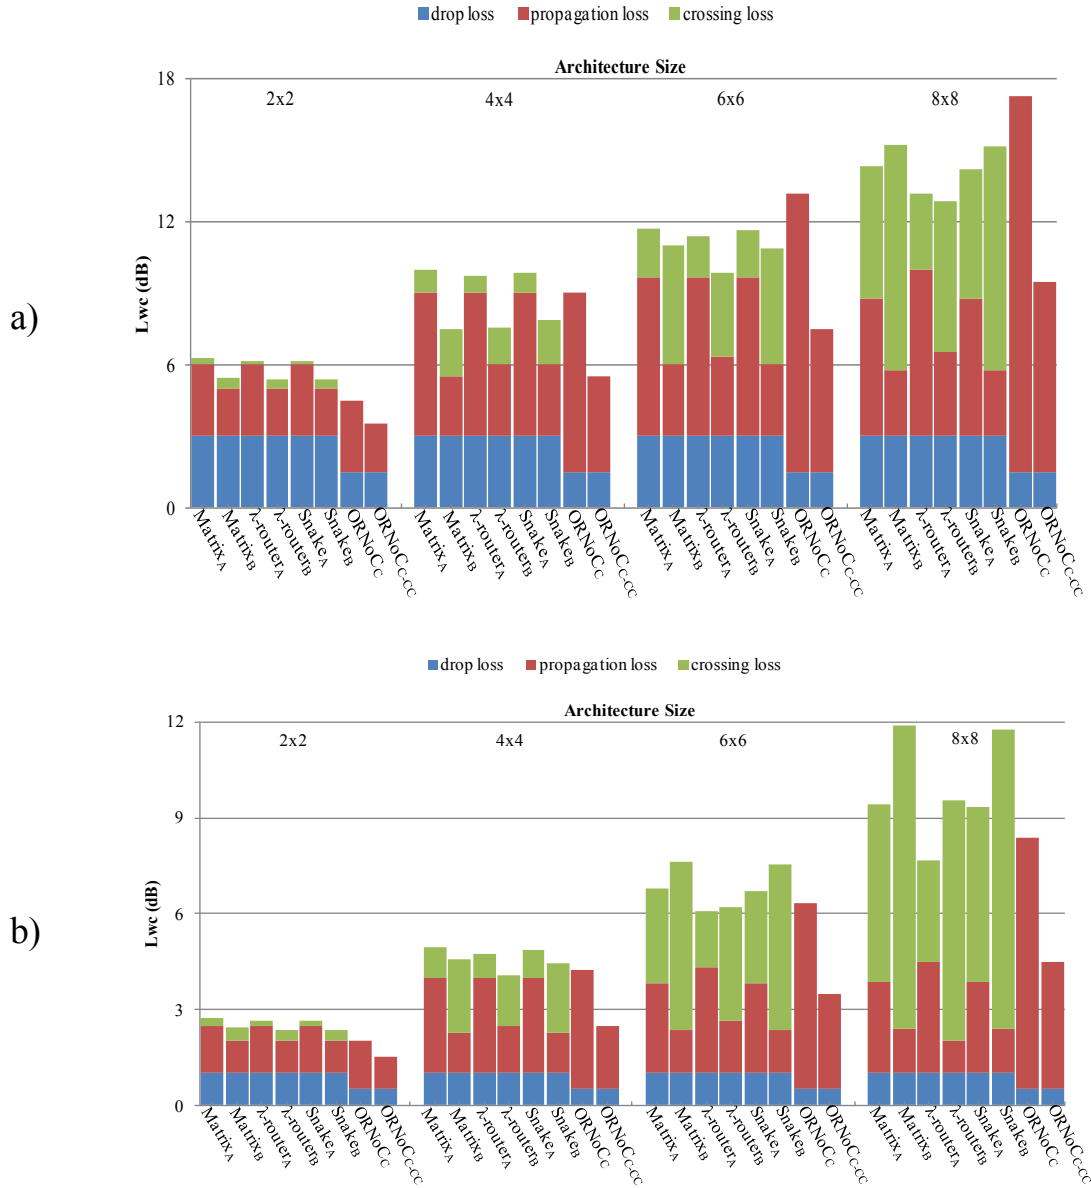 drop loss propagation loss crossing loss
Architecture Size
18
2x2 4x4 6x6 8x8
12
a)
Lwc (dB)
6
0
MatrixA MatrixB λ-routerA λ-routerB SnakeA SnakeB ORNoCC ORNoCC-CC MatrixA MatrixB λ-routerA λ-routerB SnakeA SnakeB ORNoCC ORNoCC-CC MatrixA MatrixB λ-routerA λ-routerB SnakeA SnakeB ORNoCC ORNoCC-CC MatrixA MatrixB λ-routerA λ-routerB SnakeA SnakeB ORNoCC ORNoCC-CC
drop loss propagation loss crossing loss
Architecture Size
12
2x2 4x4 6x6 8x8
9
b)
Lwc (dB)
6
3
0
MatrixA MatrixB λ-routerA λ-routerB SnakeA SnakeB ORNoCC ORNoCC-CC MatrixA MatrixB λ-routerA λ-routerB SnakeA SnakeB ORNoCC ORNoCC-CC MatrixA MatrixB λ-routerA λ-routerB SnakeA SnakeB ORNoCC ORNoCC-CC MatrixA MatrixB λ-routerA λ-routerB SnakeA SnakeB ORNoCC ORNoCC-CC